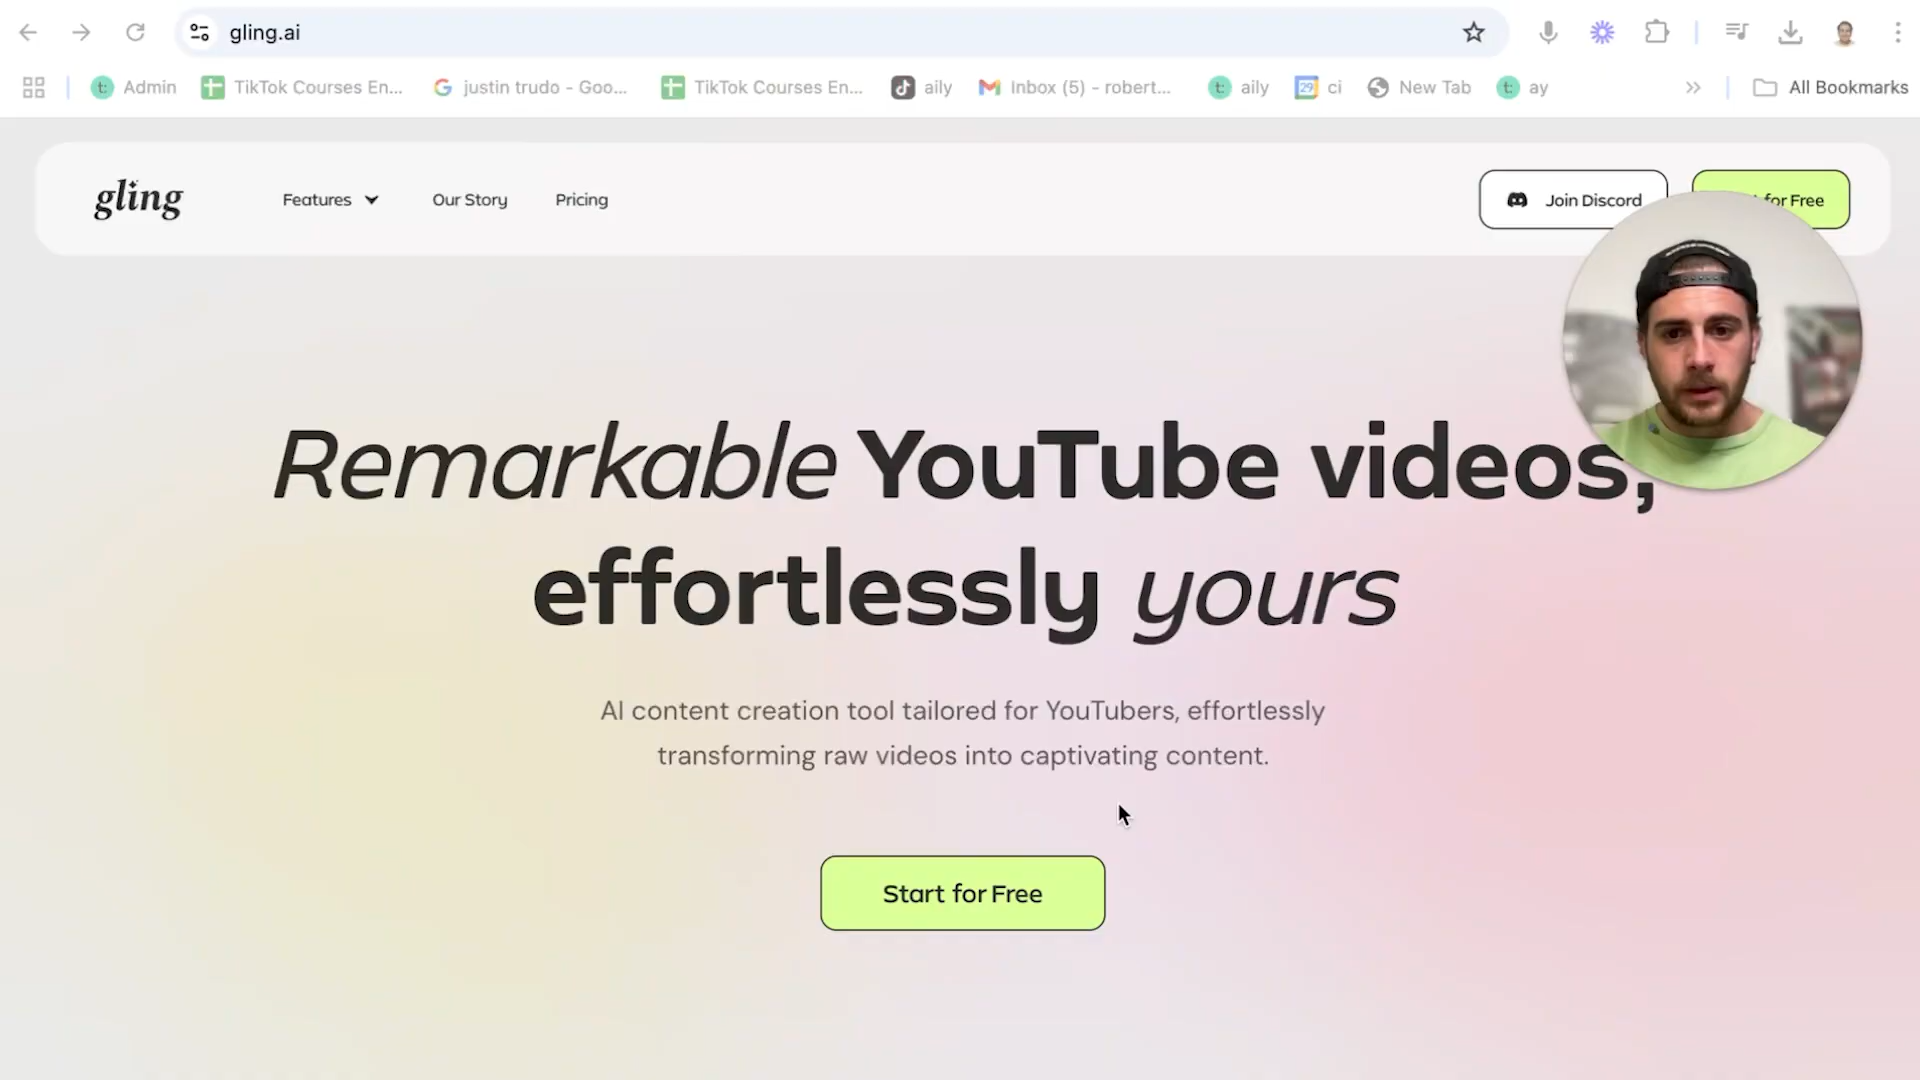 gling.ai
Admin
TikTok Courses En...
justin trudo - Goo...
TikTok Courses En...
aily
Inbox (5) - robert...
aily
29
ci
New Tab
ay
All Bookmarks
gling
Features
Our Story
Pricing
Join Discord
for Free
Remarkable YouTube videos,
effortlessly yours
AI content creation tool tailored for YouTubers, effortlessly
transforming raw videos into captivating content.
Start for Free